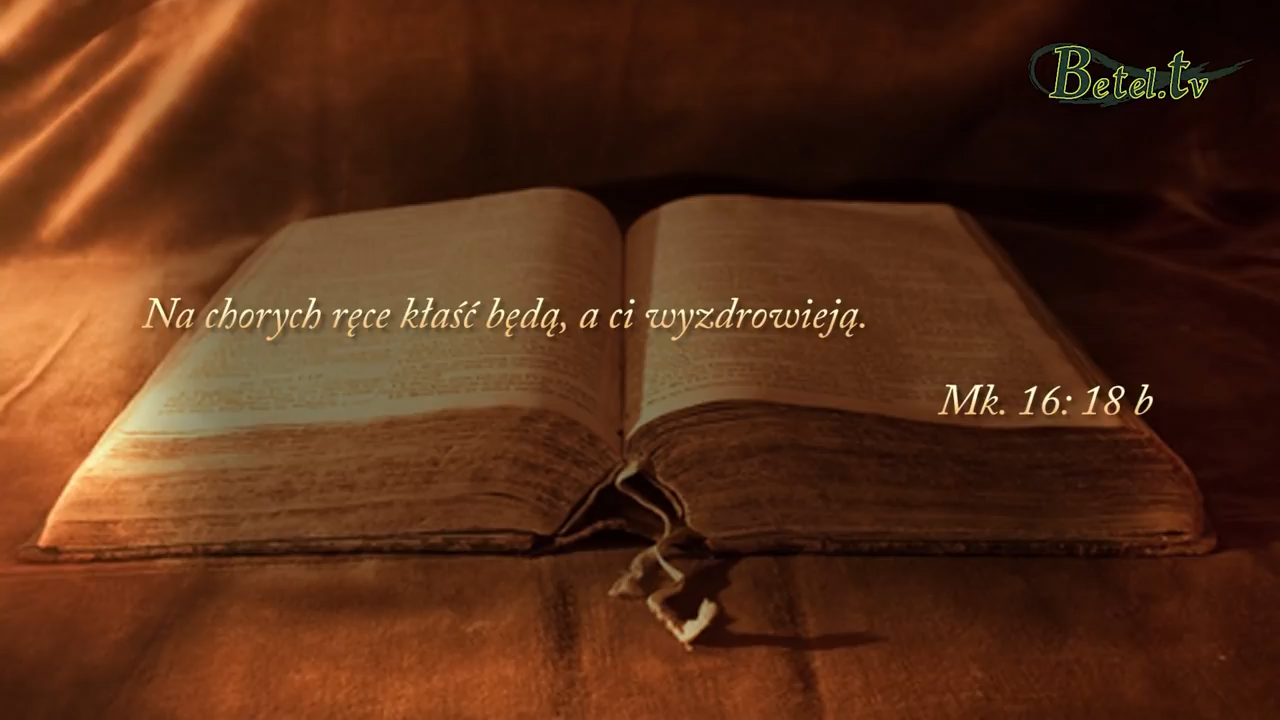 Betel.tv
Na chorych ręce kłaść będą, a ci wyzdrowieją.
Mk. 16: 18 b